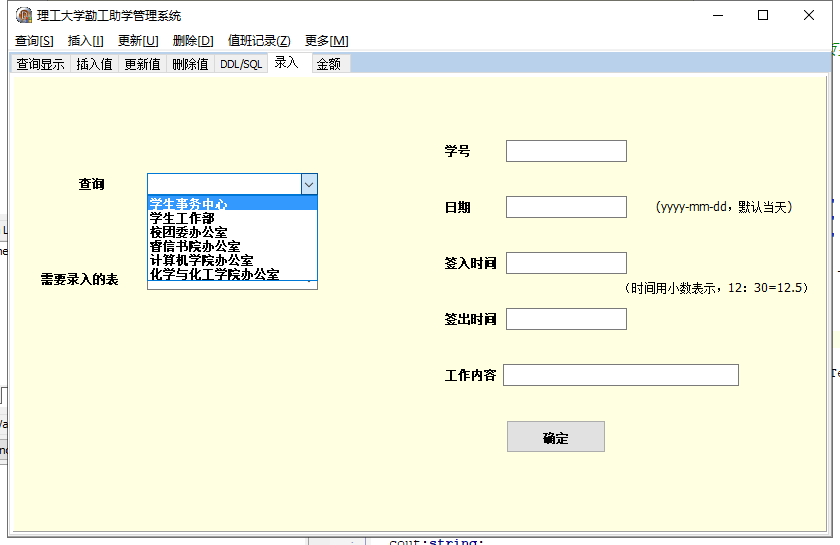 理工大学勤工助学管理系统
查询[S] 插入[I] 更新[U] 删除[D] 值班记录(Z) 更多[M]
查询显示 插入值 更新值 删除值 DDL/SQL 录入 金额
查询
学生事务中心
学生工作部
校团委办公室
睿信书院办公室
计算机学院办公室
化学与化工学院办公室
需要录入的表
学号
日期 (yyyy-mm-dd，默认当天)
签入时间
(时间用小数表示，12：30=12.5)
签出时间
工作内容
确定
cout:string;